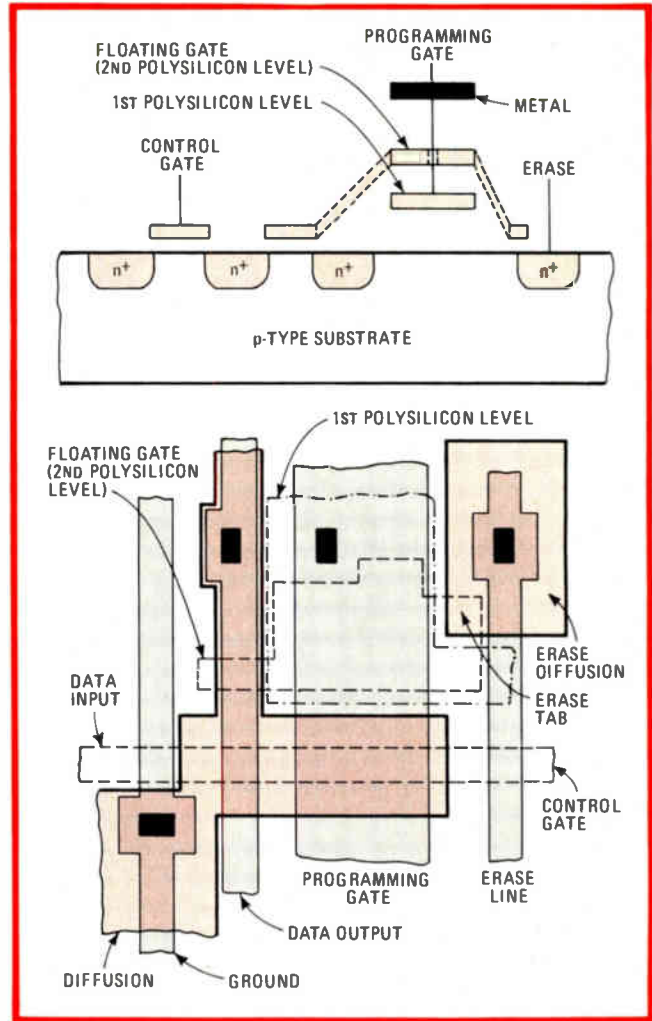 PROGRAMMING
GATE
FLOATING GATE
(2ND POLYSILICON LEVEL)
1ST POLYSILICON LEVEL
METAL
CONTROL
GATE
ERASE
n+
n+
n+
n+
p-TYPE SUBSTRATE
1ST POLYSILICON LEVEL
FLOATING GATE
(2ND POLYSILICON
LEVEL)
DATA
INPUT
ERASE
DIFFUSION
ERASE
TAB
CONTROL
GATE
PROGRAMMING
GATE
ERASE
LINE
DATA OUTPUT
DIFFUSION
GROUND